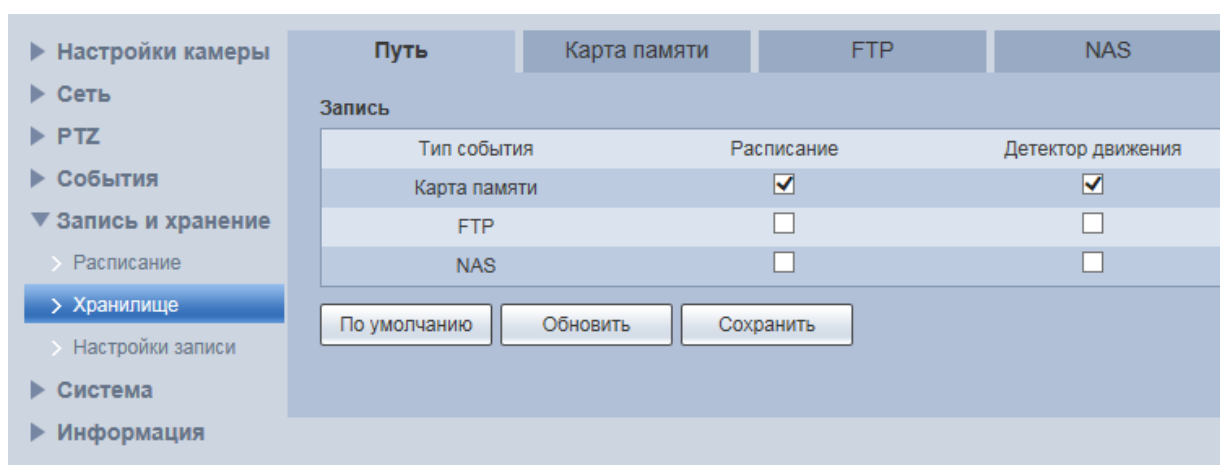 Настройки камеры
Сеть
PTZ
События
Запись и хранение
Расписание
Хранилище
Настройки записи
Система
Информация
Путь Карта памяти FTP NAS
Запись
Тип события Расписание Детектор движения
Карта памяти
FTP
NAS
По умолчанию Обновить Сохранить